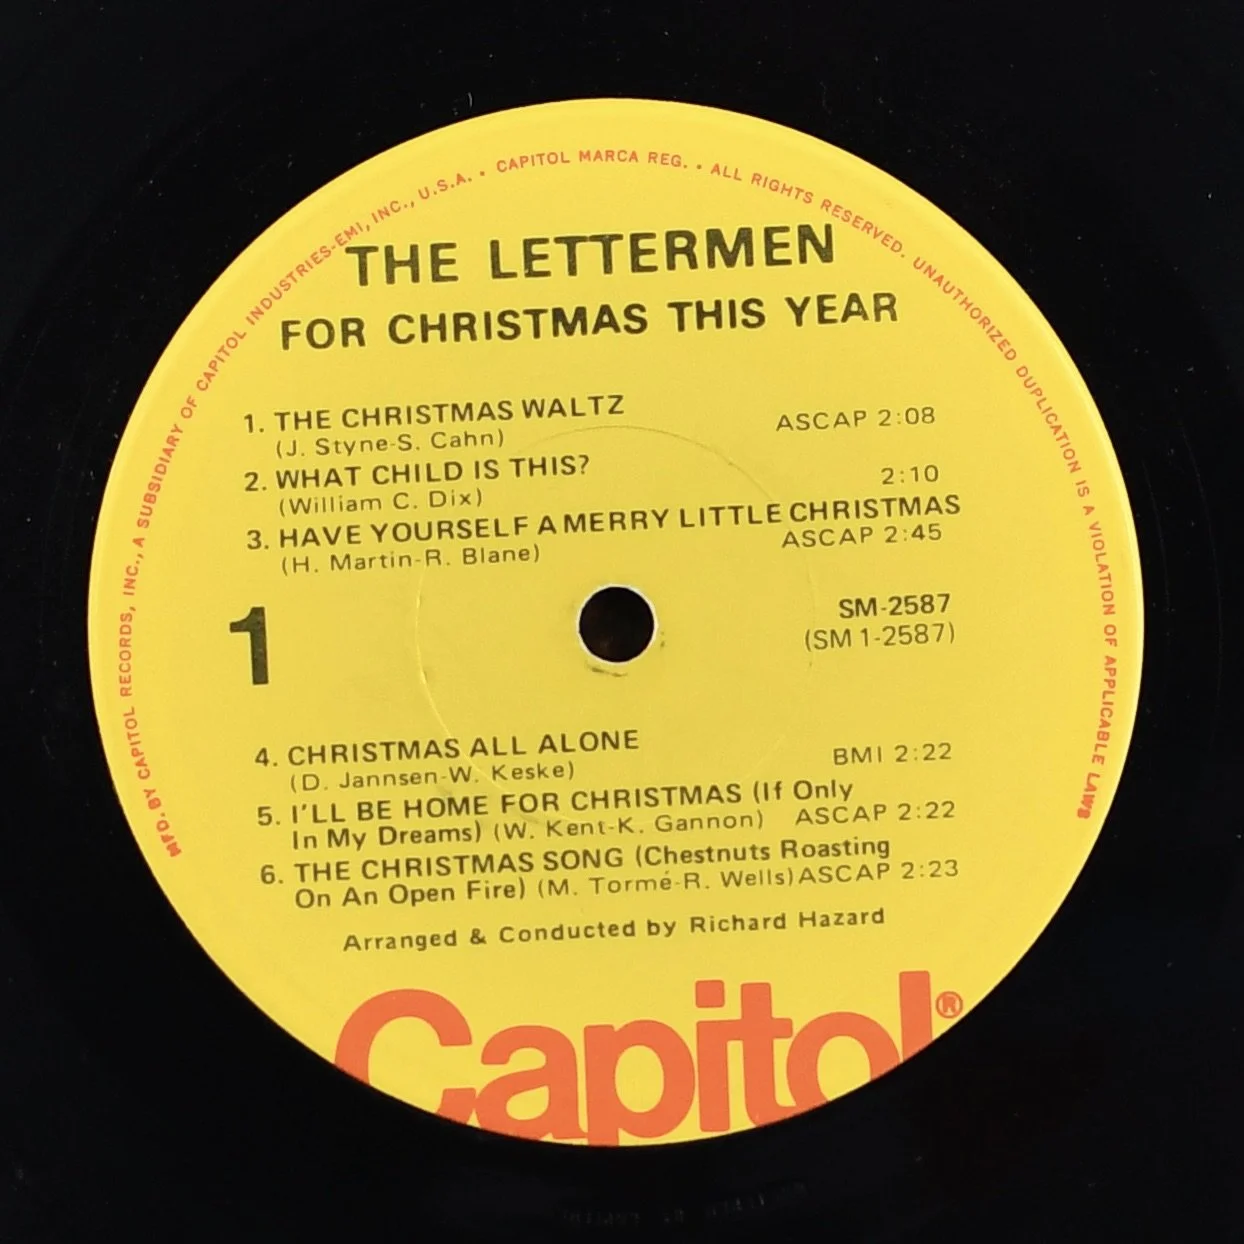 MFD. BY CAPITOL RECORDS, INC., A SUBSIDIARY OF CAPITOL INDUSTRIES-EMI, INC., U.S.A. • CAPITOL MARCA REG. • ALL RIGHTS RESERVED. UNAUTHORIZED DUPLICATION IS A VIOLATION OF APPLICABLE LAWS
THE LETTERMEN
FOR CHRISTMAS THIS YEAR
1. THE CHRISTMAS WALTZ
(J. Styne-S. Cahn) ASCAP 2:08
2. WHAT CHILD IS THIS?
(William C. Dix) 2:10
3. HAVE YOURSELF A MERRY LITTLE CHRISTMAS
(H. Martin-R. Blane) ASCAP 2:45
1
SM-2587
(SM 1-2587)
4. CHRISTMAS ALL ALONE
(D. Jannsen-W. Keske) BMI 2:22
5. I'LL BE HOME FOR CHRISTMAS (If Only
In My Dreams) (W. Kent-K. Gannon) ASCAP 2:22
6. THE CHRISTMAS SONG (Chestnuts Roasting
On An Open Fire) (M. Tormé-R. Wells) ASCAP 2:23
Arranged & Conducted by Richard Hazard
Capitol®